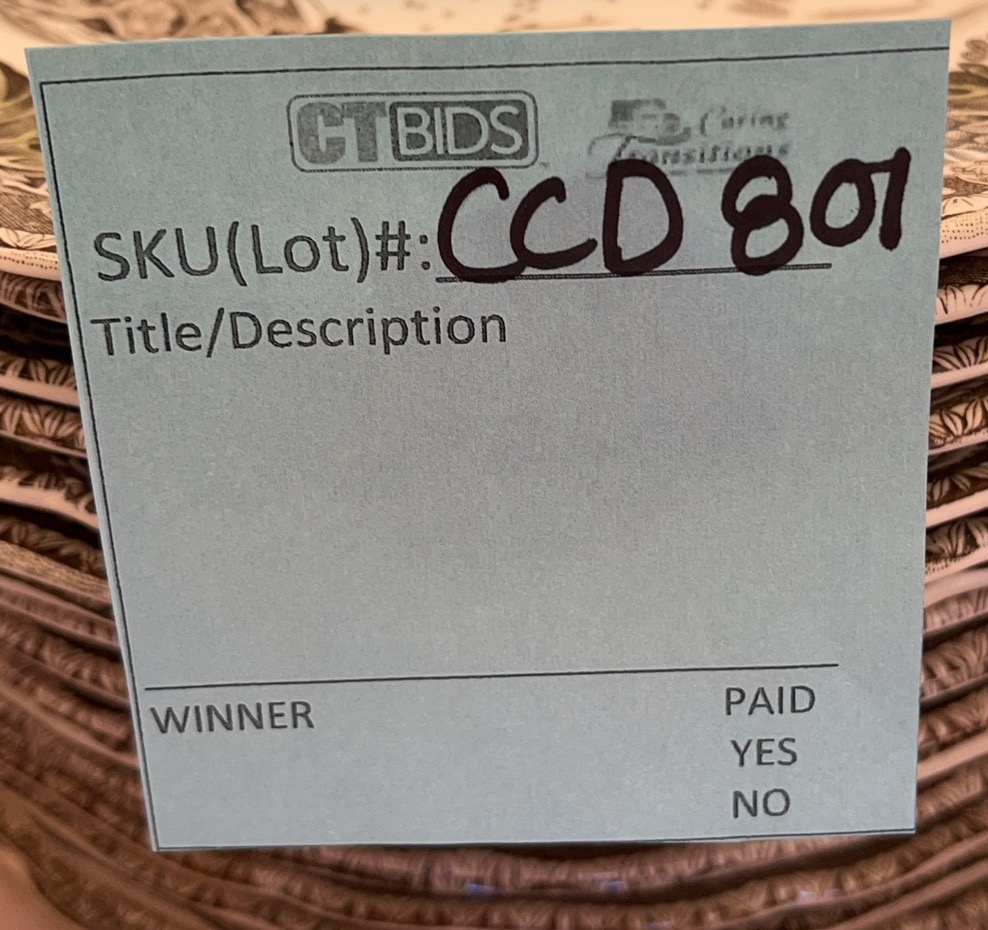 CTBIDS
Caring
Transitions
SKU(Lot)#: CCD 801
Title/Description
WINNER
PAID
YES
NO